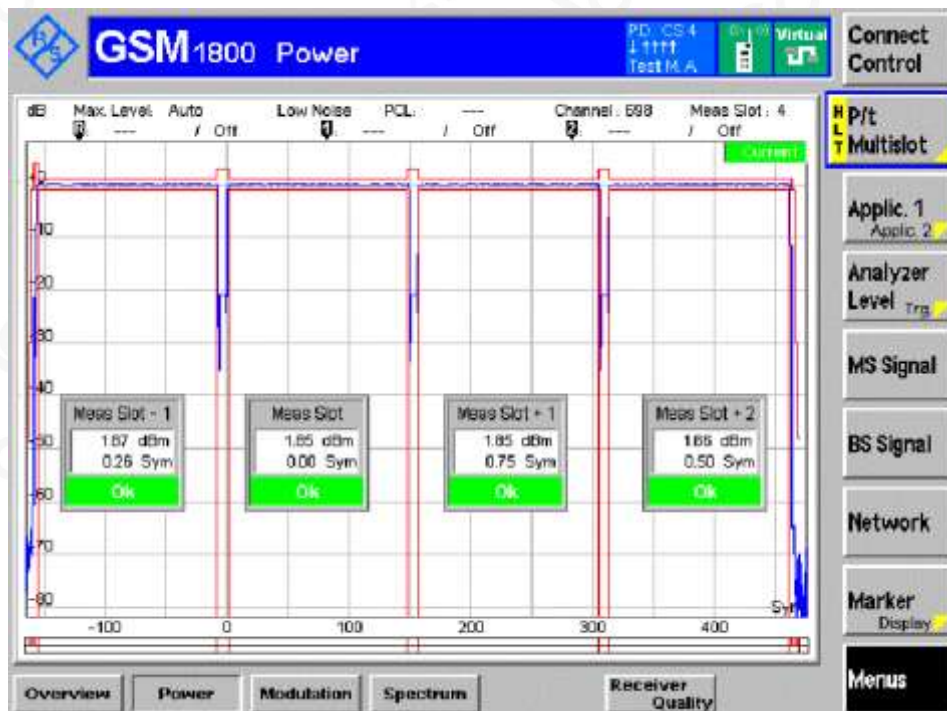 GSM1800 Power
PD: CS4
Test M. A.
Virtual
Connect Control
dB Max. Level: Auto Low Noise PCL: --- Channel: 698 Meas Slot: 4
--- / Off 1 --- / Off 2 --- / Off
Current
HLT
P/t Multislot
Applic. 1
Applic. 2
Analyzer Level
Trg.
MS Signal
BS Signal
Network
Marker
Display
Menus
-10
-20
-30
-40
-50
-60
-70
-80
Meas Slot - 1
1.67 dBm
0.26 Sym
Ok
Meas Slot
1.65 dBm
0.00 Sym
Ok
Meas Slot + 1
1.85 dBm
0.75 Sym
Ok
Meas Slot + 2
1.66 dBm
0.50 Sym
Ok
-100 0 100 200 300 400
Overview Power Modulation Spectrum Receiver Quality